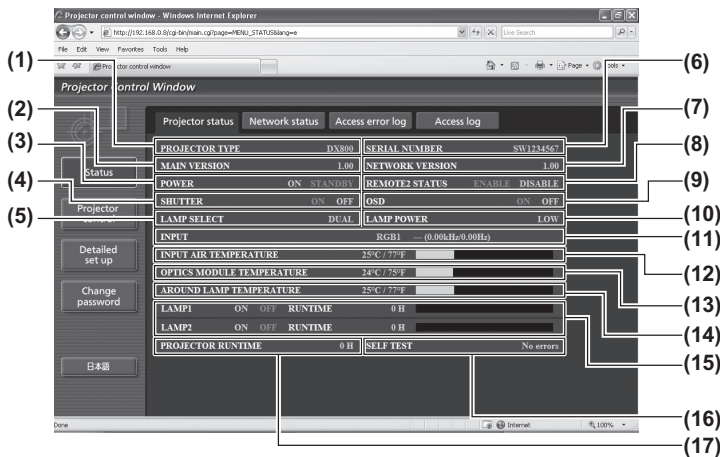 Projector control window - Windows Internet Explorer
http://192.168.0.8/cgi-bin/main.cgi?page=MENU_STATUS&lang=e
Live Search
File Edit View Favorites Tools Help
Projector control window
Page ools
Projector Control Window
Projector status Network status Access error log Access log
Status
Projector control
Detailed set up
Change password
日本語
PROJECTOR TYPE DX800 SERIAL NUMBER SW1234567
MAIN VERSION 1.00 NETWORK VERSION 1.00
POWER ON STANDBY REMOTE2 STATUS ENABLE DISABLE
SHUTTER ON OFF OSD ON OFF
LAMP SELECT DUAL LAMP POWER LOW
INPUT RGB1 — (0.00kHz/0.00Hz)
INPUT AIR TEMPERATURE 25°C / 77°F
OPTICS MODULE TEMPERATURE 24°C / 75°F
AROUND LAMP TEMPERATURE 25°C / 77°F
LAMP1 ON OFF RUNTIME 0 H
LAMP2 ON OFF RUNTIME 0 H
PROJECTOR RUNTIME 0 H SELF TEST No errors
Done Internet 100%
(1)
(2)
(3)
(4)
(5)
(6)
(7)
(8)
(9)
(10)
(11)
(12)
(13)
(14)
(15)
(16)
(17)